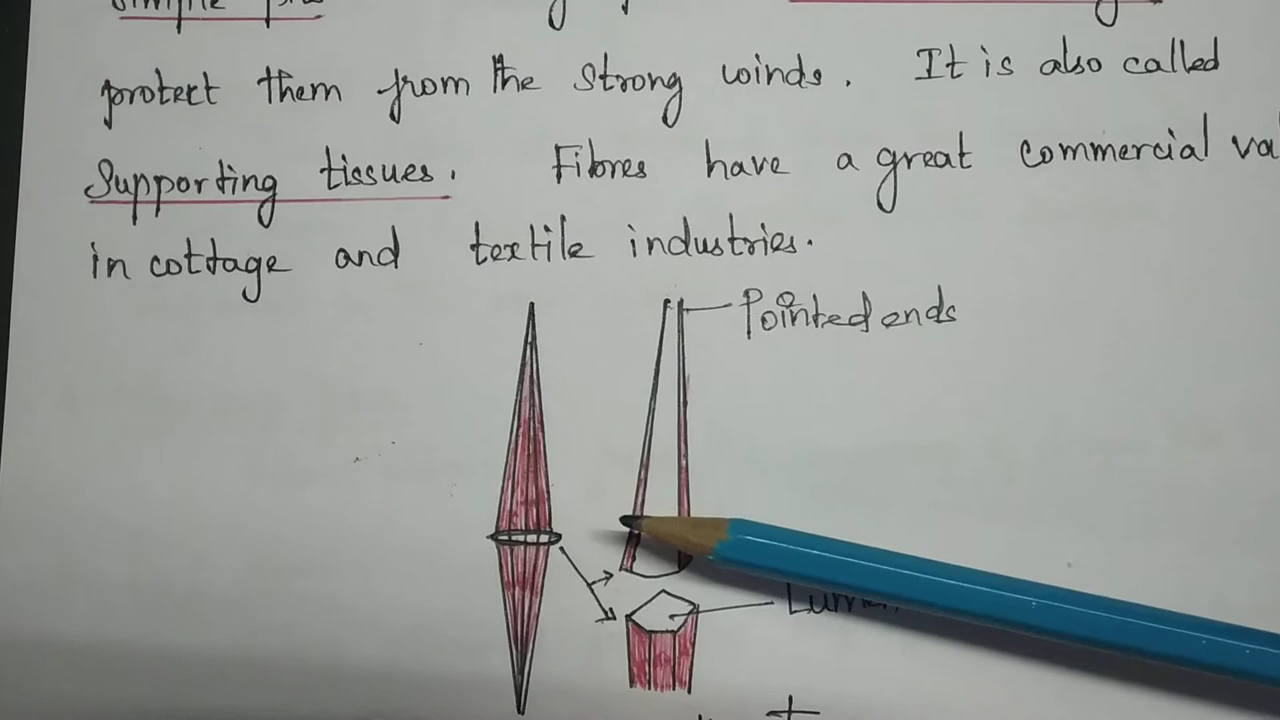 protect them from the strong winds. It is also called
Supporting tissues. Fibres have a great commercial
in cottage and textile industries.
Pointed ends